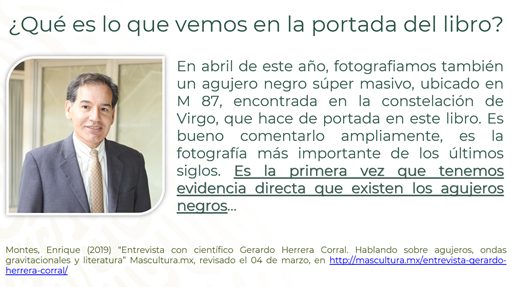 ¿Qué es lo que vemos en la portada del libro?
En abril de este año, fotografiamos también
un agujero negro súper masivo, ubicado en
M 87, encontrada en la constelación de
Virgo, que hace de portada en este libro. Es
bueno comentarlo ampliamente, es la
fotografía más importante de los últimos
siglos. Es la primera vez que tenemos
evidencia directa que existen los agujeros
negros...
Montes, Enrique (2019) "Entrevista con científico Gerardo Herrera Corral. Hablando sobre agujeros, ondas
gravitacionales y literatura" Mascultura.mx, revisado el 04 de marzo, en http://mascultura.mx/entrevista-gerardo-
herrera-corral/